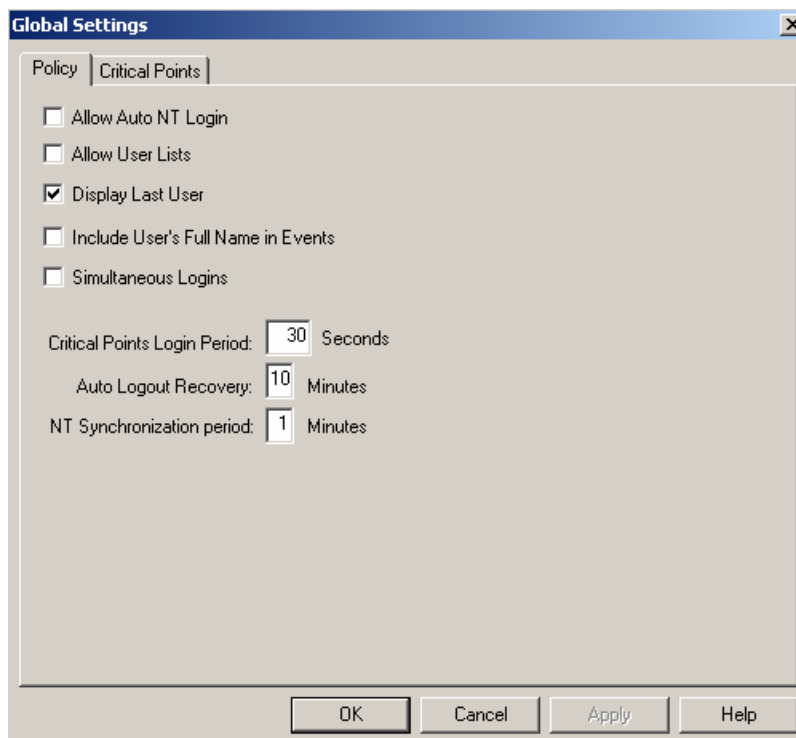 Global Settings
Policy Critical Points
Allow Auto NT Login
Allow User Lists
Display Last User
Include User's Full Name in Events
Simultaneous Logins
Critical Points Login Period: 30 Seconds
Auto Logout Recovery: 10 Minutes
NT Synchronization period: 1 Minutes
OK Cancel Apply Help